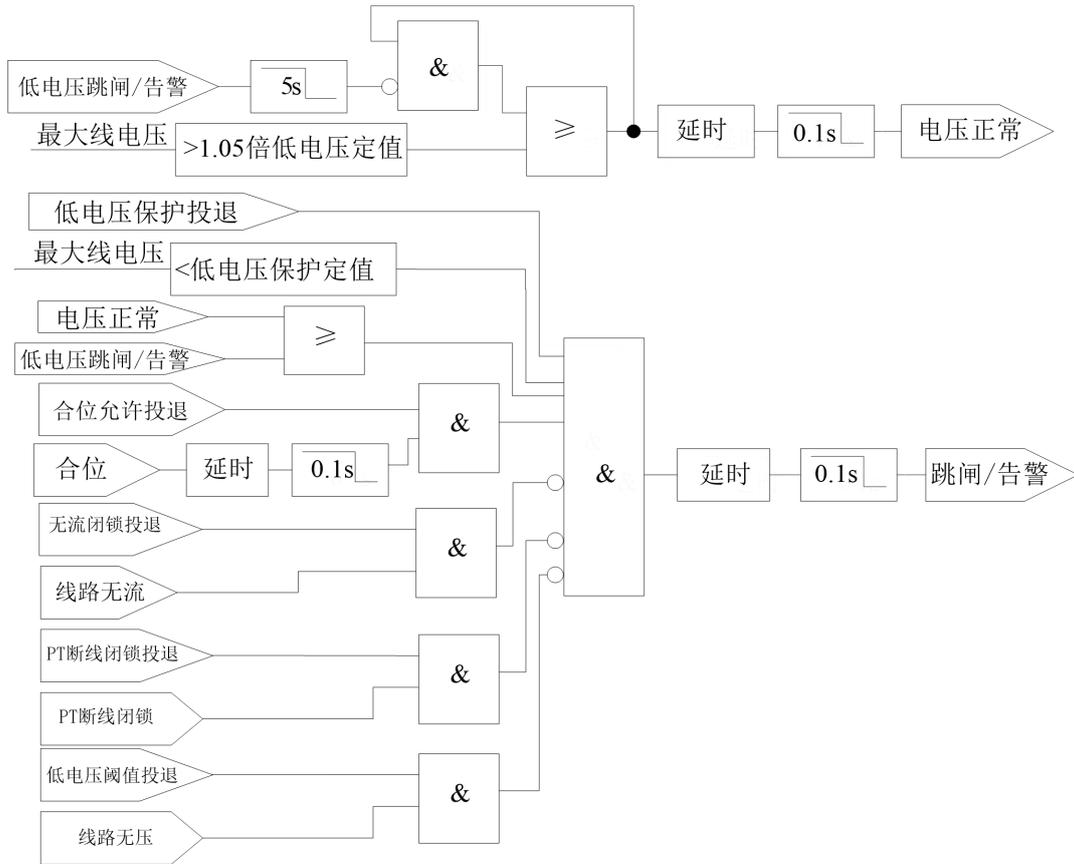 &
低电压跳闸/告警
5s
最大线电压
>1.05倍低电压定值
≥
延时
0.1s
电压正常
低电压保护投退
最大线电压
<低电压保护定值
电压正常
≥
低电压跳闸/告警
合位允许投退
&
合位
延时
0.1s
无流闭锁投退
&
线路无流
PT断线闭锁投退
&
PT断线闭锁
低电压阈值投退
&
线路无压
&
延时
0.1s
跳闸/告警